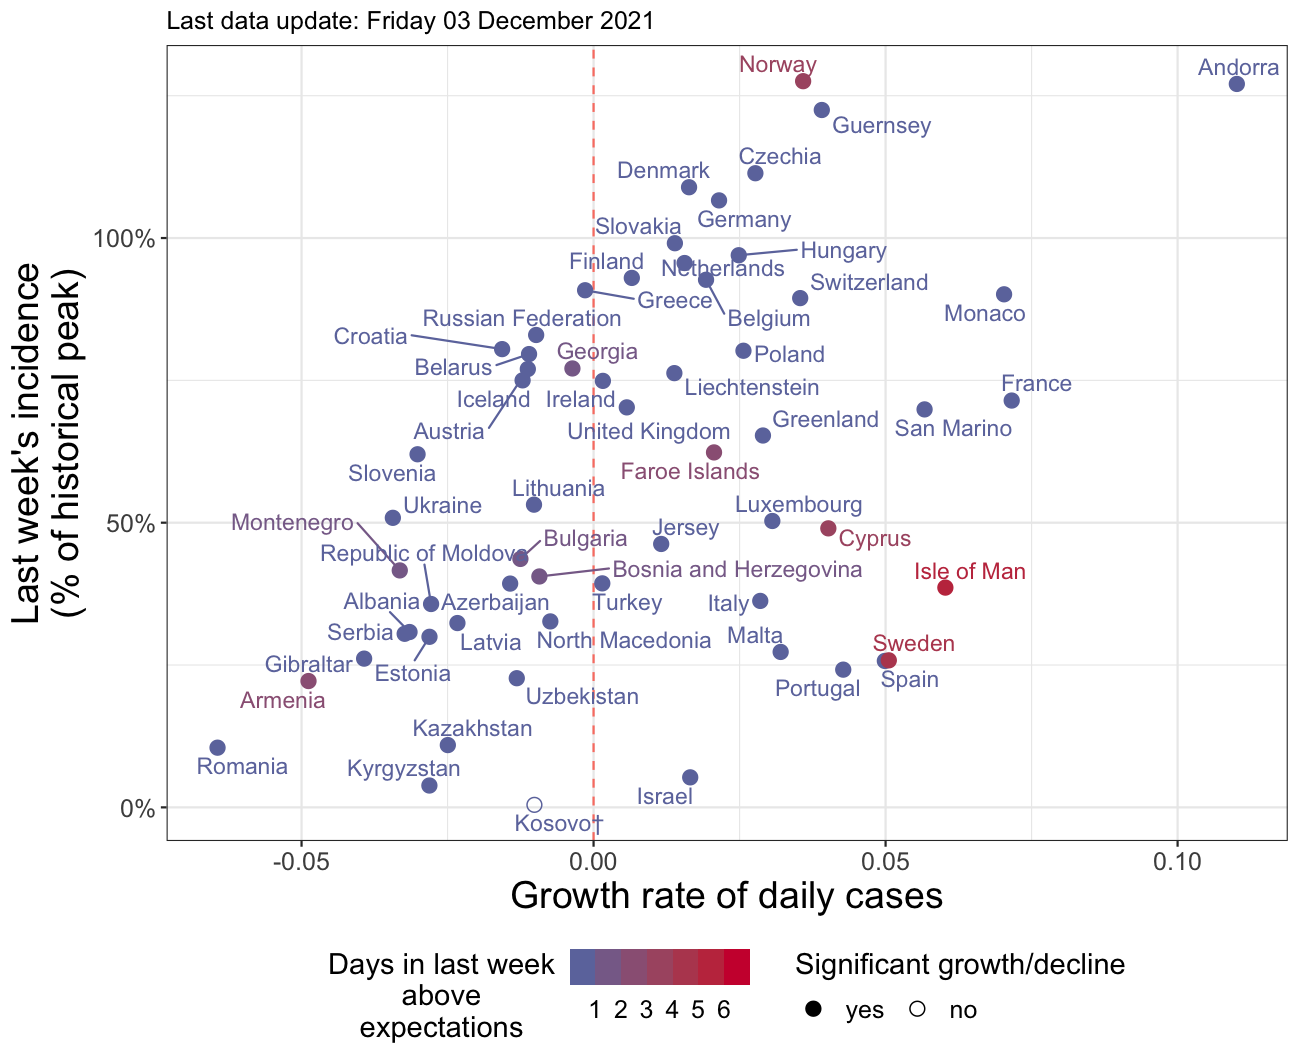 Last data update: Friday 03 December 2021
Norway
Andorra
Guernsey
Czechia
Denmark
Germany
Slovakia
100%
Hungary
Finland
Netherlands
Switzerland
Greece
Monaco
Russian Federation
Belgium
Croatia
Georgia
Poland
Belarus
France
Liechtenstein
Iceland
Ireland
Greenland
San Marino
Austria
United Kingdom
Faroe Islands
Slovenia
Lithuania
Ukraine
Luxembourg
50%
Montenegro
Jersey
Cyprus
Bulgaria
Republic of Moldova
Bosnia and Herzegovina
Isle of Man
Albania
Azerbaijan
Turkey
Italy
Serbia
Latvia
North Macedonia
Malta
Sweden
Gibraltar
Estonia
Spain
Portugal
Armenia
Uzbekistan
Kazakhstan
Romania
Kyrgyzstan
Israel
0%
Kosovo†
Last week's incidence
(% of historical peak)
-0.05
0.00
0.05
0.10
Growth rate of daily cases
Days in last week
above
expectations
1 2 3 4 5 6
Significant growth/decline
yes
no